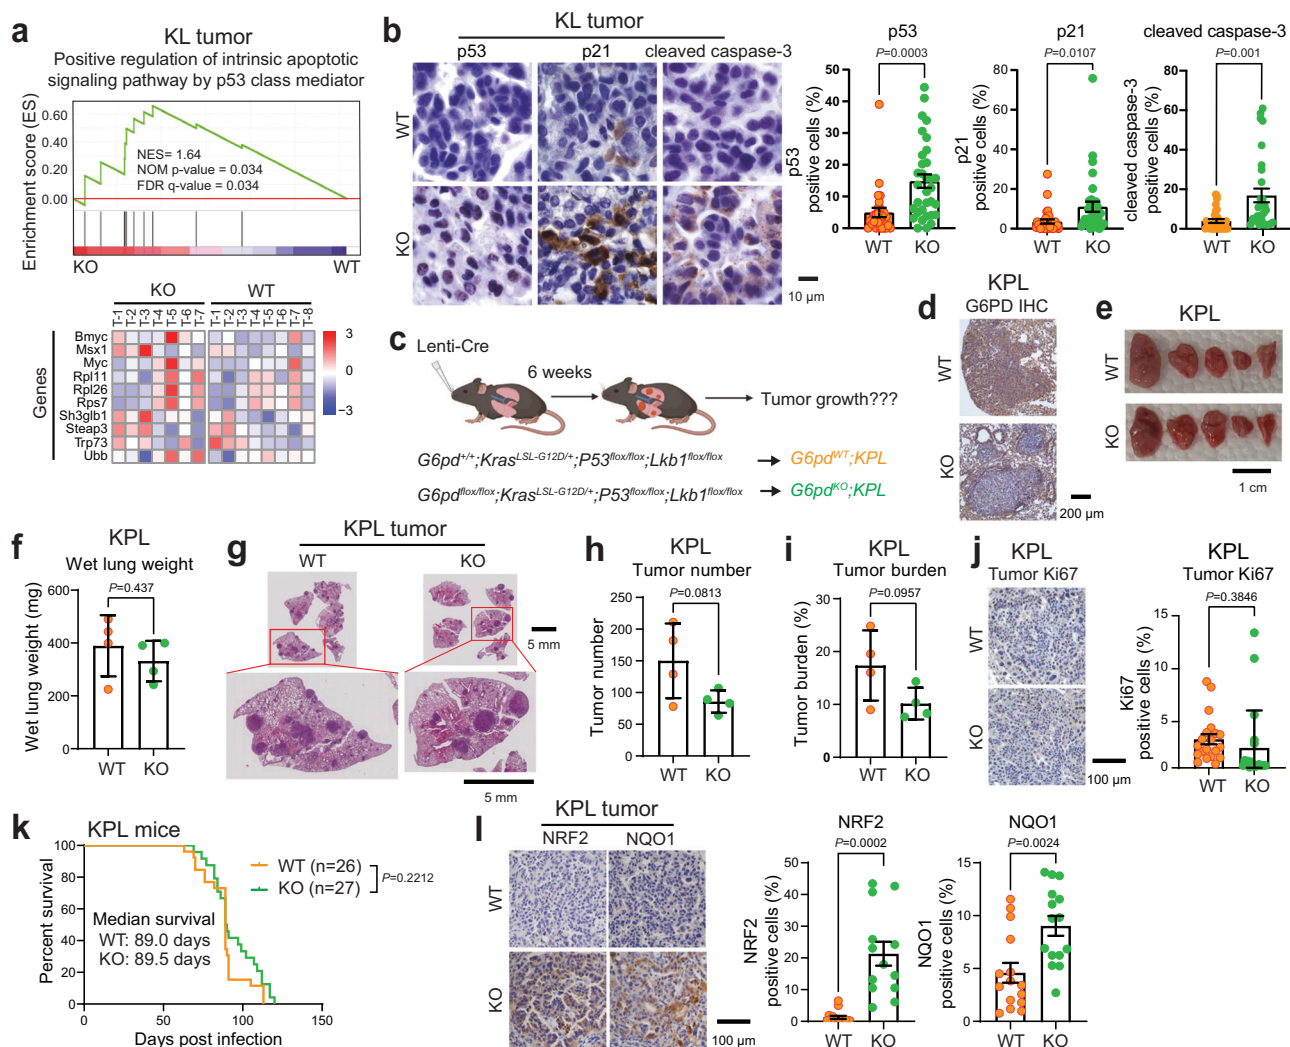 a
KL tumor
Positive regulation of intrinsic apoptotic
signaling pathway by p53 class mediator
Enrichment score (ES)
0.60
0.40
0.20
0.00
NES= 1.64
NOM p-value = 0.034
FDR q-value = 0.034
KO
WT
KO
WT
T-1
T-2
T-3
T-4
T-5
T-6
T-7
T-1
T-2
T-3
T-4
T-5
T-6
T-7
T-8
Genes
Bmyc
Msx1
Myc
Rpl11
Rpl26
Rps7
Sh3glb1
Steap3
Trp73
Ubb
3
0
−3
b
KL tumor
p53
p21
cleaved caspase-3
WT
KO
10 µm
p53
P=0.0003
p53
positive cells (%)
50
40
30
20
10
0
WT
KO
p21
P=0.0107
p21
positive cells (%)
80
60
40
20
0
WT
KO
cleaved caspase-3
P=0.001
cleaved caspase-3
positive cells (%)
80
60
40
20
0
WT
KO
c
Lenti-Cre
6 weeks
Tumor growth???
G6pd+/+;KrasLSL-G12D/+;P53flox/flox;Lkb1flox/flox
G6pdWT;KPL
G6pdflox/flox;KrasLSL-G12D/+;P53flox/flox;Lkb1flox/flox
G6pdKO;KPL
d
KPL
G6PD IHC
WT
KO
200 µm
e
KPL
WT
KO
1 cm
f
KPL
Wet lung weight
P=0.437
Wet lung weight (mg)
600
400
200
0
WT
KO
g
KPL tumor
WT
KO
5 mm
5 mm
h
KPL
Tumor number
P=0.0813
Tumor number
250
200
150
100
50
0
WT
KO
i
KPL
Tumor burden
P=0.0957
Tumor burden (%)
30
20
10
0
WT
KO
j
KPL
Tumor Ki67
WT
KO
100 µm
KPL
Tumor Ki67
P=0.3846
Ki67
positive cells (%)
15
10
5
0
WT
KO
k
KPL mice
Percent survival
100
80
60
40
20
0
WT (n=26)
KO (n=27)
P=0.2212
Median survival
WT: 89.0 days
KO: 89.5 days
0
50
100
150
Days post infection
l
KPL tumor
NRF2
NQO1
WT
KO
100 µm
NRF2
P=0.0002
NRF2
positive cells (%)
50
40
30
20
10
0
WT
KO
NQO1
P=0.0024
NQO1
positive cells (%)
15
10
5
0
WT
KO